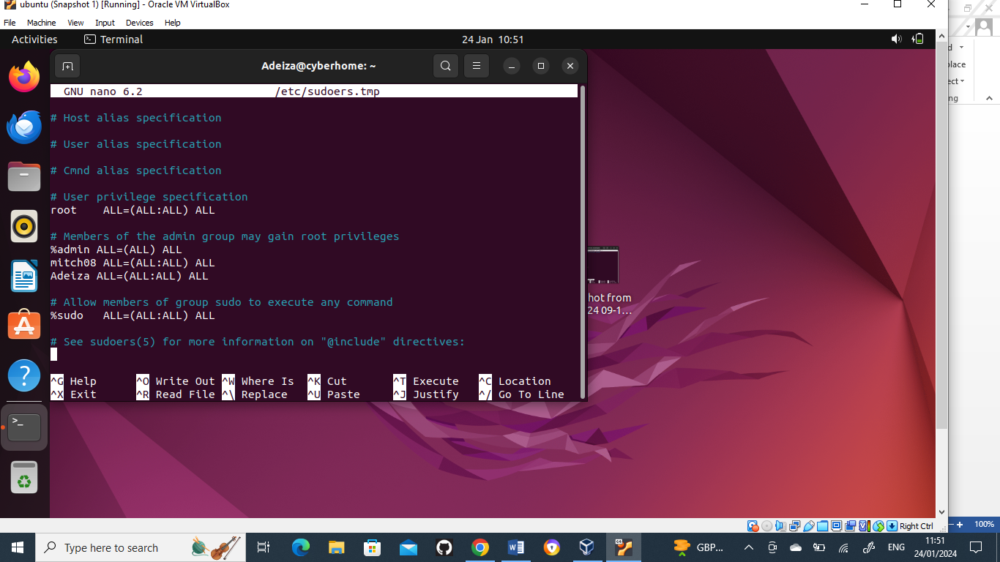 ubuntu (Snapshot 1) [Running] - Oracle VM VirtualBox
File Machine View Input Devices Help
Activities Terminal 24 Jan 10:51
Adeiza@cyberhome: ~
GNU nano 6.2 /etc/sudoers.tmp
# Host alias specification
# User alias specification
# Cmnd alias specification
# User privilege specification
root ALL=(ALL:ALL) ALL
# Members of the admin group may gain root privileges
%admin ALL=(ALL) ALL
mitch08 ALL=(ALL:ALL) ALL
Adeiza ALL=(ALL:ALL) ALL
# Allow members of group sudo to execute any command
%sudo ALL=(ALL:ALL) ALL
# See sudoers(5) for more information on "@include" directives:
^G Help ^O Write Out ^W Where Is ^K Cut ^T Execute ^C Location
^X Exit ^R Read File ^\ Replace ^U Paste ^J Justify ^/ Go To Line
hot from
24 09-1...
d
place
ect
ng
Right Ctrl
100%
Type here to search
GBP...
ENG
11:51
24/01/2024